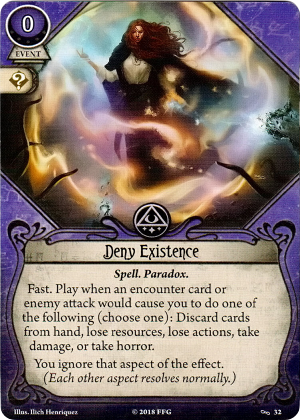 0
EVENT
Deny Existence
Spell. Paradox.
Fast. Play when an encounter card or
enemy attack would cause you to do one of
the following (choose one): Discard cards
from hand, lose resources, lose actions, take
damage, or take horror.
You ignore that aspect of the effect.
(Each other aspect resolves normally.)
Illus. Ilich Henriquez © 2018 FFG 32